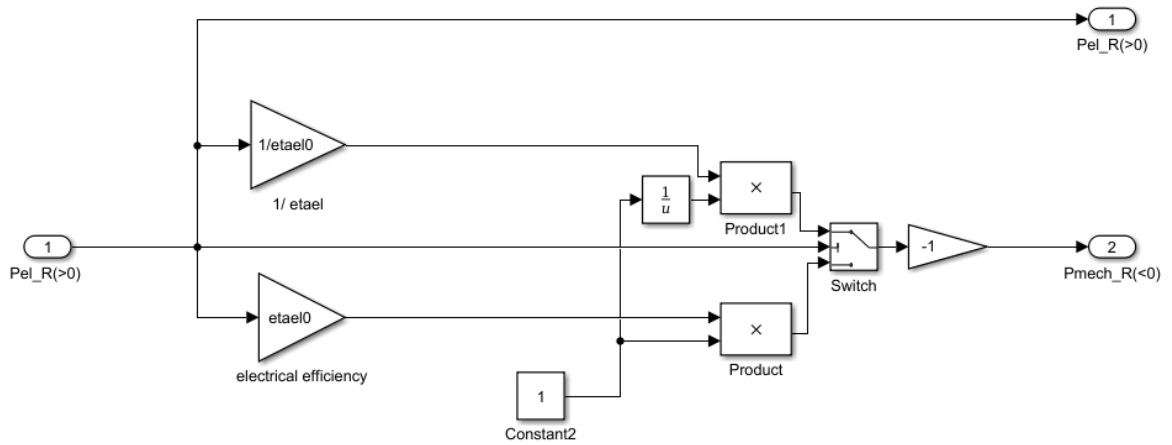 1
Pel_R(>0)
1/etael0
1/ etael
1
u
×
Product1
1
Pel_R(>0)
Switch
-1
2
Pmech_R(<0)
etael0
electrical efficiency
×
Product
1
Constant2